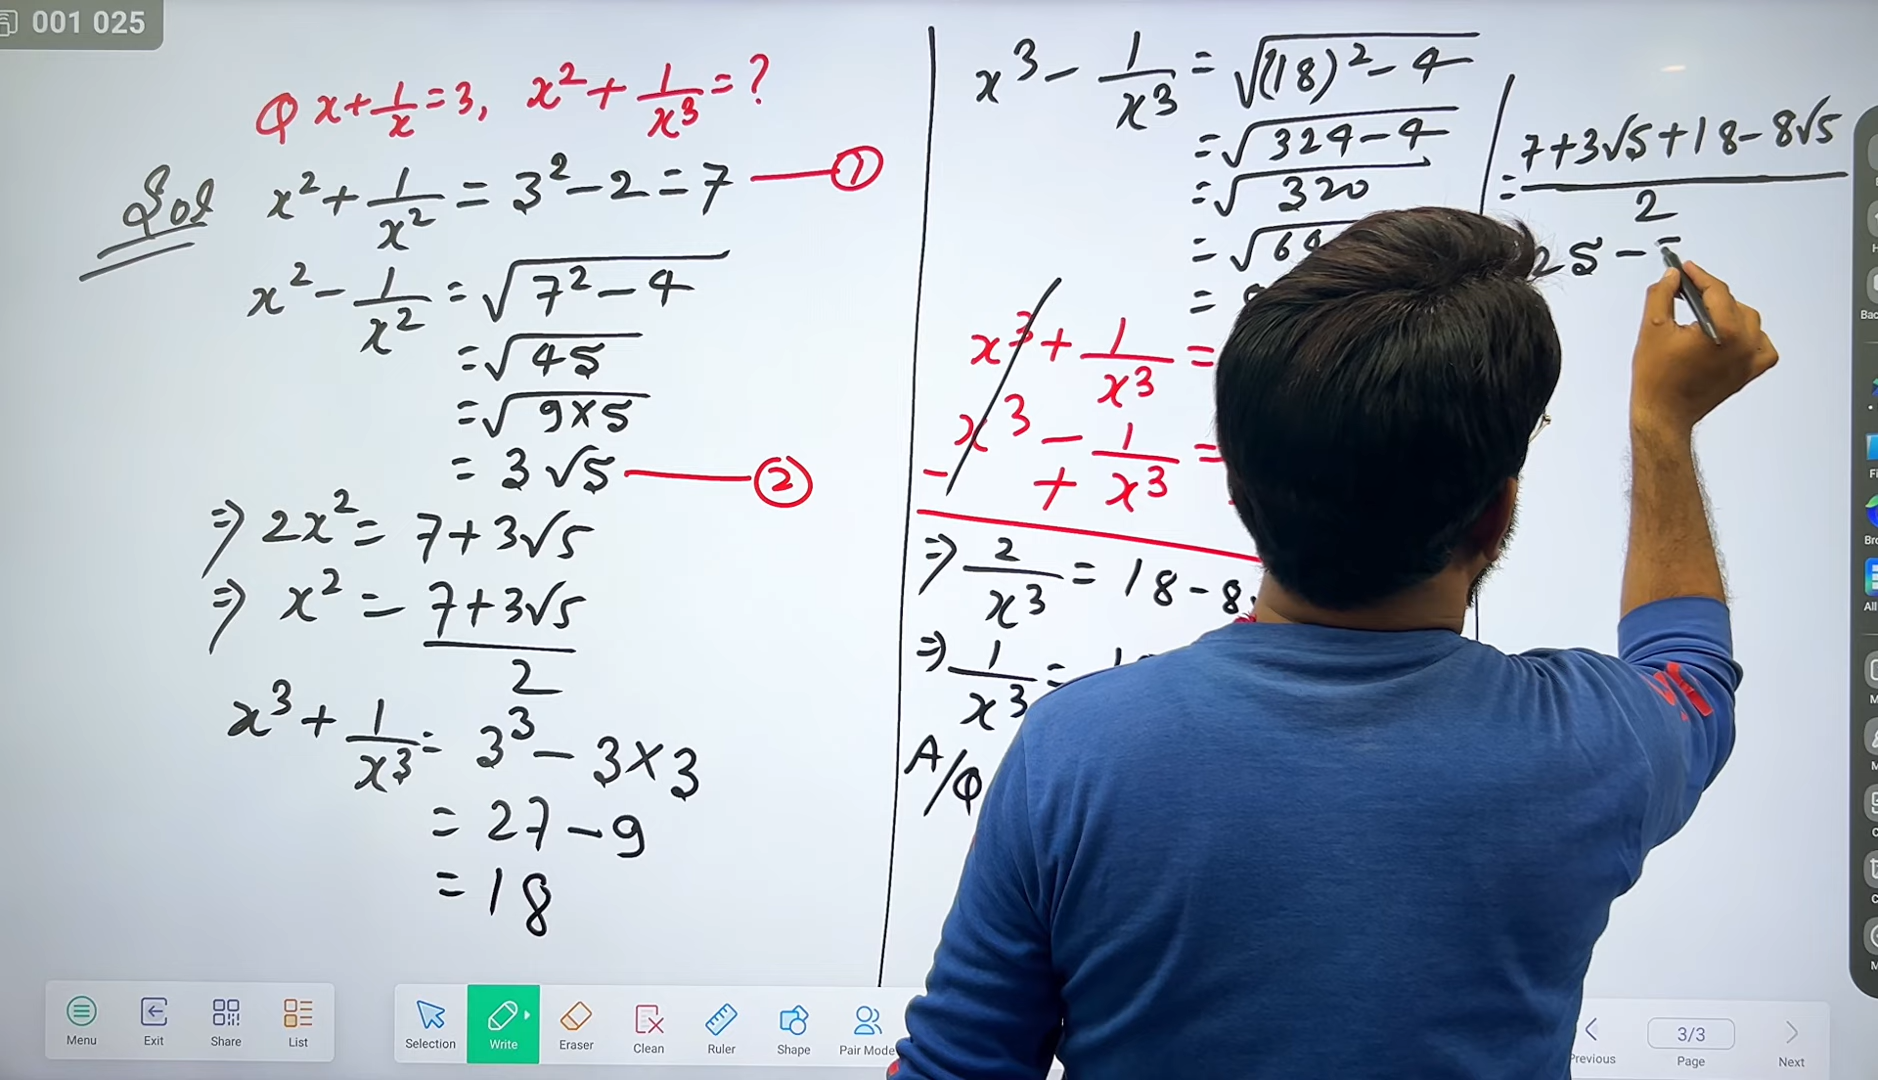 001 025
Q x + 1/x = 3, x² + 1/x³ = ?
Sol x² + 1/x² = 3² - 2 = 7 — ①
x² - 1/x² = √(7² - 4)
= √45
= √(9×5)
= 3√5 — ②
⇒ 2x² = 7 + 3√5
⇒ x² = (7 + 3√5)/2
x³ + 1/x³ = 3³ - 3×3
= 27 - 9
= 18
x³ - 1/x³ = √((18)² - 4)
= √(324 - 4)
= √320
= √6
=
x³ + 1/x³ =
x³ - 1/x³ =
- +
⇒ 2/x³ = 18 - 8
⇒ 1/x³ =
A/Q
= (7 + 3√5 + 18 - 8√5)/2
25 -
Menu
Exit
Share
List
Selection
Write
Eraser
Clean
Ruler
Shape
Pair Mode
Previous
3/3
Page
Next